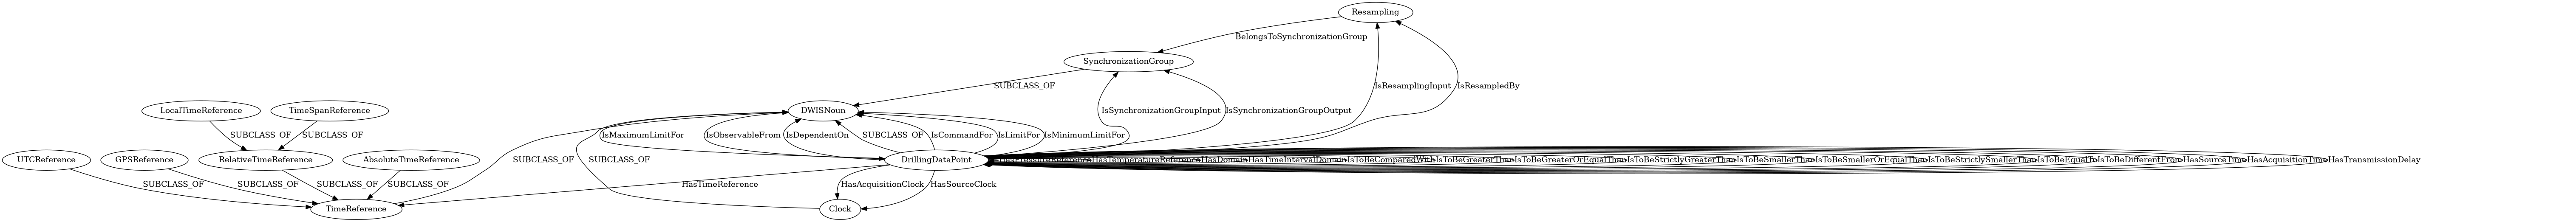 Resampling
BelongsToSynchronizationGroup
SynchronizationGroup
SUBCLASS_OF
IsResamplingInput
IsResampledBy
LocalTimeReference
TimeSpanReference
DWISNoun
IsSynchronizationGroupInput
IsSynchronizationGroupOutput
SUBCLASS_OF
SUBCLASS_OF
IsMaximumLimitFor
IsObservableFrom
IsDependentOn
SUBCLASS_OF
IsCommandFor
IsLimitFor
IsMinimumLimitFor
UTCReference
GPSReference
RelativeTimeReference
AbsoluteTimeReference
SUBCLASS_OF
SUBCLASS_OF
DrillingDataPoint
HasPressureReference
HasTemperatureReference
HasDomain
HasTimeIntervalDomain
IsToBeComparedWith
IsToBeGreaterThan
IsToBeGreaterOrEqualThan
IsToBeStrictlyGreaterThan
IsToBeSmallerThan
IsToBeSmallerOrEqualThan
IsToBeStrictlySmallerThan
IsToBeEqualTo
IsToBeDifferentFrom
HasSourceTime
HasAcquisitionTime
HasTransmissionDelay
SUBCLASS_OF
SUBCLASS_OF
SUBCLASS_OF
SUBCLASS_OF
HasTimeReference
HasAcquisitionClock
HasSourceClock
TimeReference
Clock